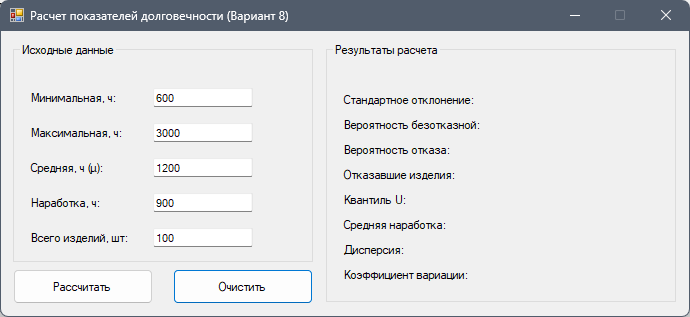 Расчет показателей долговечности (Вариант 8)
Исходные данные
Минимальная, ч: 600
Максимальная, ч: 3000
Средняя, ч (μ): 1200
Наработка, ч: 900
Всего изделий, шт: 100
Рассчитать
Очистить
Результаты расчета
Стандартное отклонение:
Вероятность безотказной:
Вероятность отказа:
Отказавшие изделия:
Квантиль U:
Средняя наработка:
Дисперсия:
Коэффициент вариации: